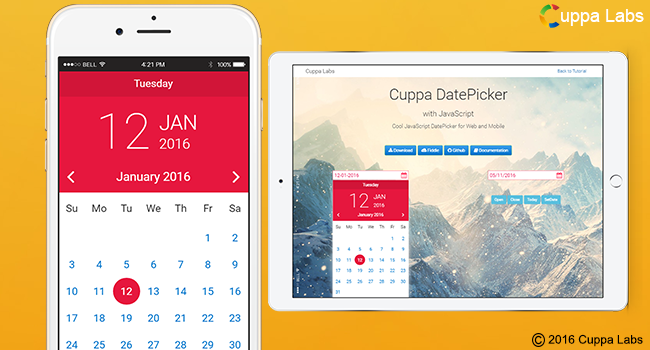 Cuppa Labs
BELL 4:21 PM 100%
Tuesday
12
JAN
2016
January 2016
Su Mo Tu We Th Fr Sa
1 2
3 4 5 6 7 8 9
10 11 12 13 14 15 16
17 18 19 20 21 22 23
24 25 26 27 28 29 30
Cuppa Labs Back to Tutorial
Cuppa DatePicker
with JavaScript
Cool JavaScript DatePicker for Web and Mobile
Download Fiddle Github Documentation
12-01-2016
Tuesday
12
JAN
2016
January 2016
Su Mo Tu We Th Fr Sa
1 2
3 4 5 6 7 8 9
10 11 12 13 14 15 16
17 18 19 20 21 22 23
24 25 26 27 28 29 30
31
05/11/2016
Open Close Today SetDate
© 2016 Cuppa Labs